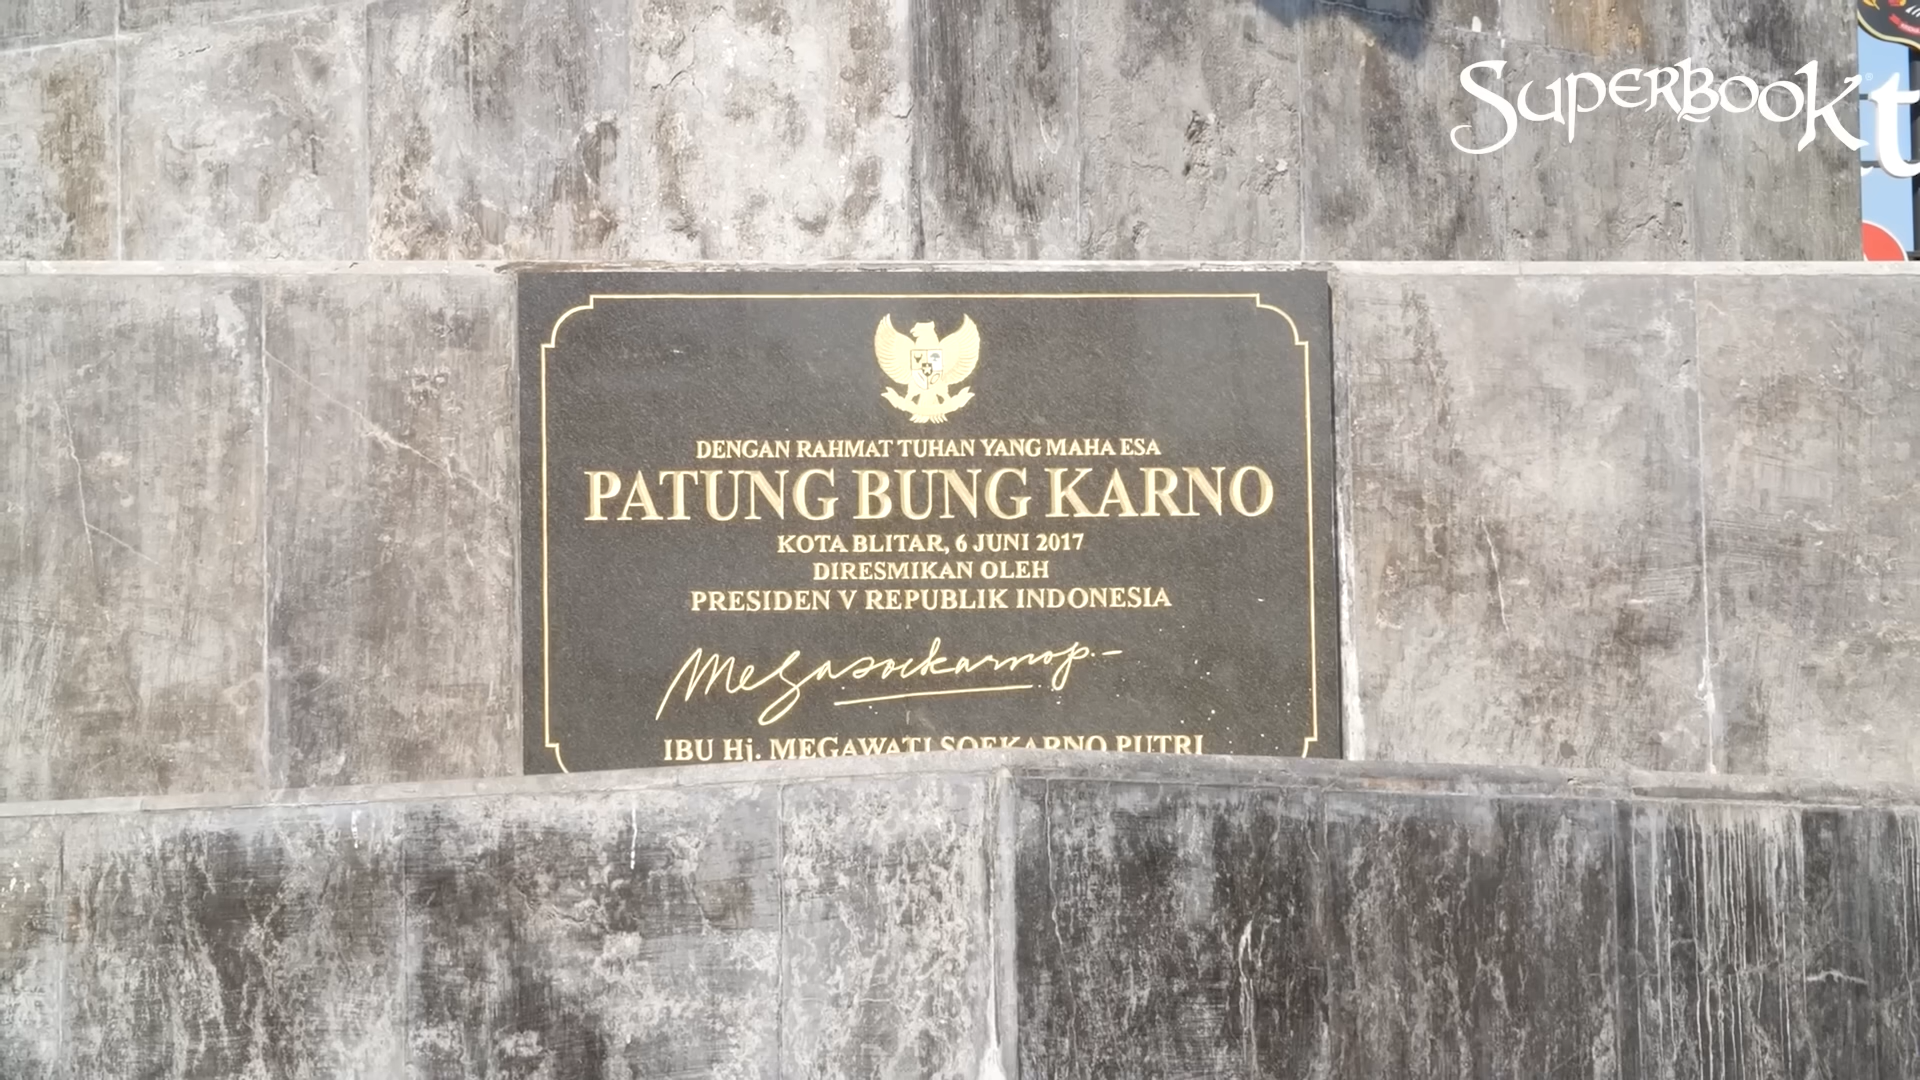 SUPERBOOK
t
DENGAN RAHMAT TUHAN YANG MAHA ESA
PATUNG BUNG KARNO
KOTA BLITAR, 6 JUNI 2017
DIRESMIKAN OLEH
PRESIDEN V REPUBLIK INDONESIA
Megasoekarnop.-
IBU Hj. MEGAWATI SOEKARNO PUTRI